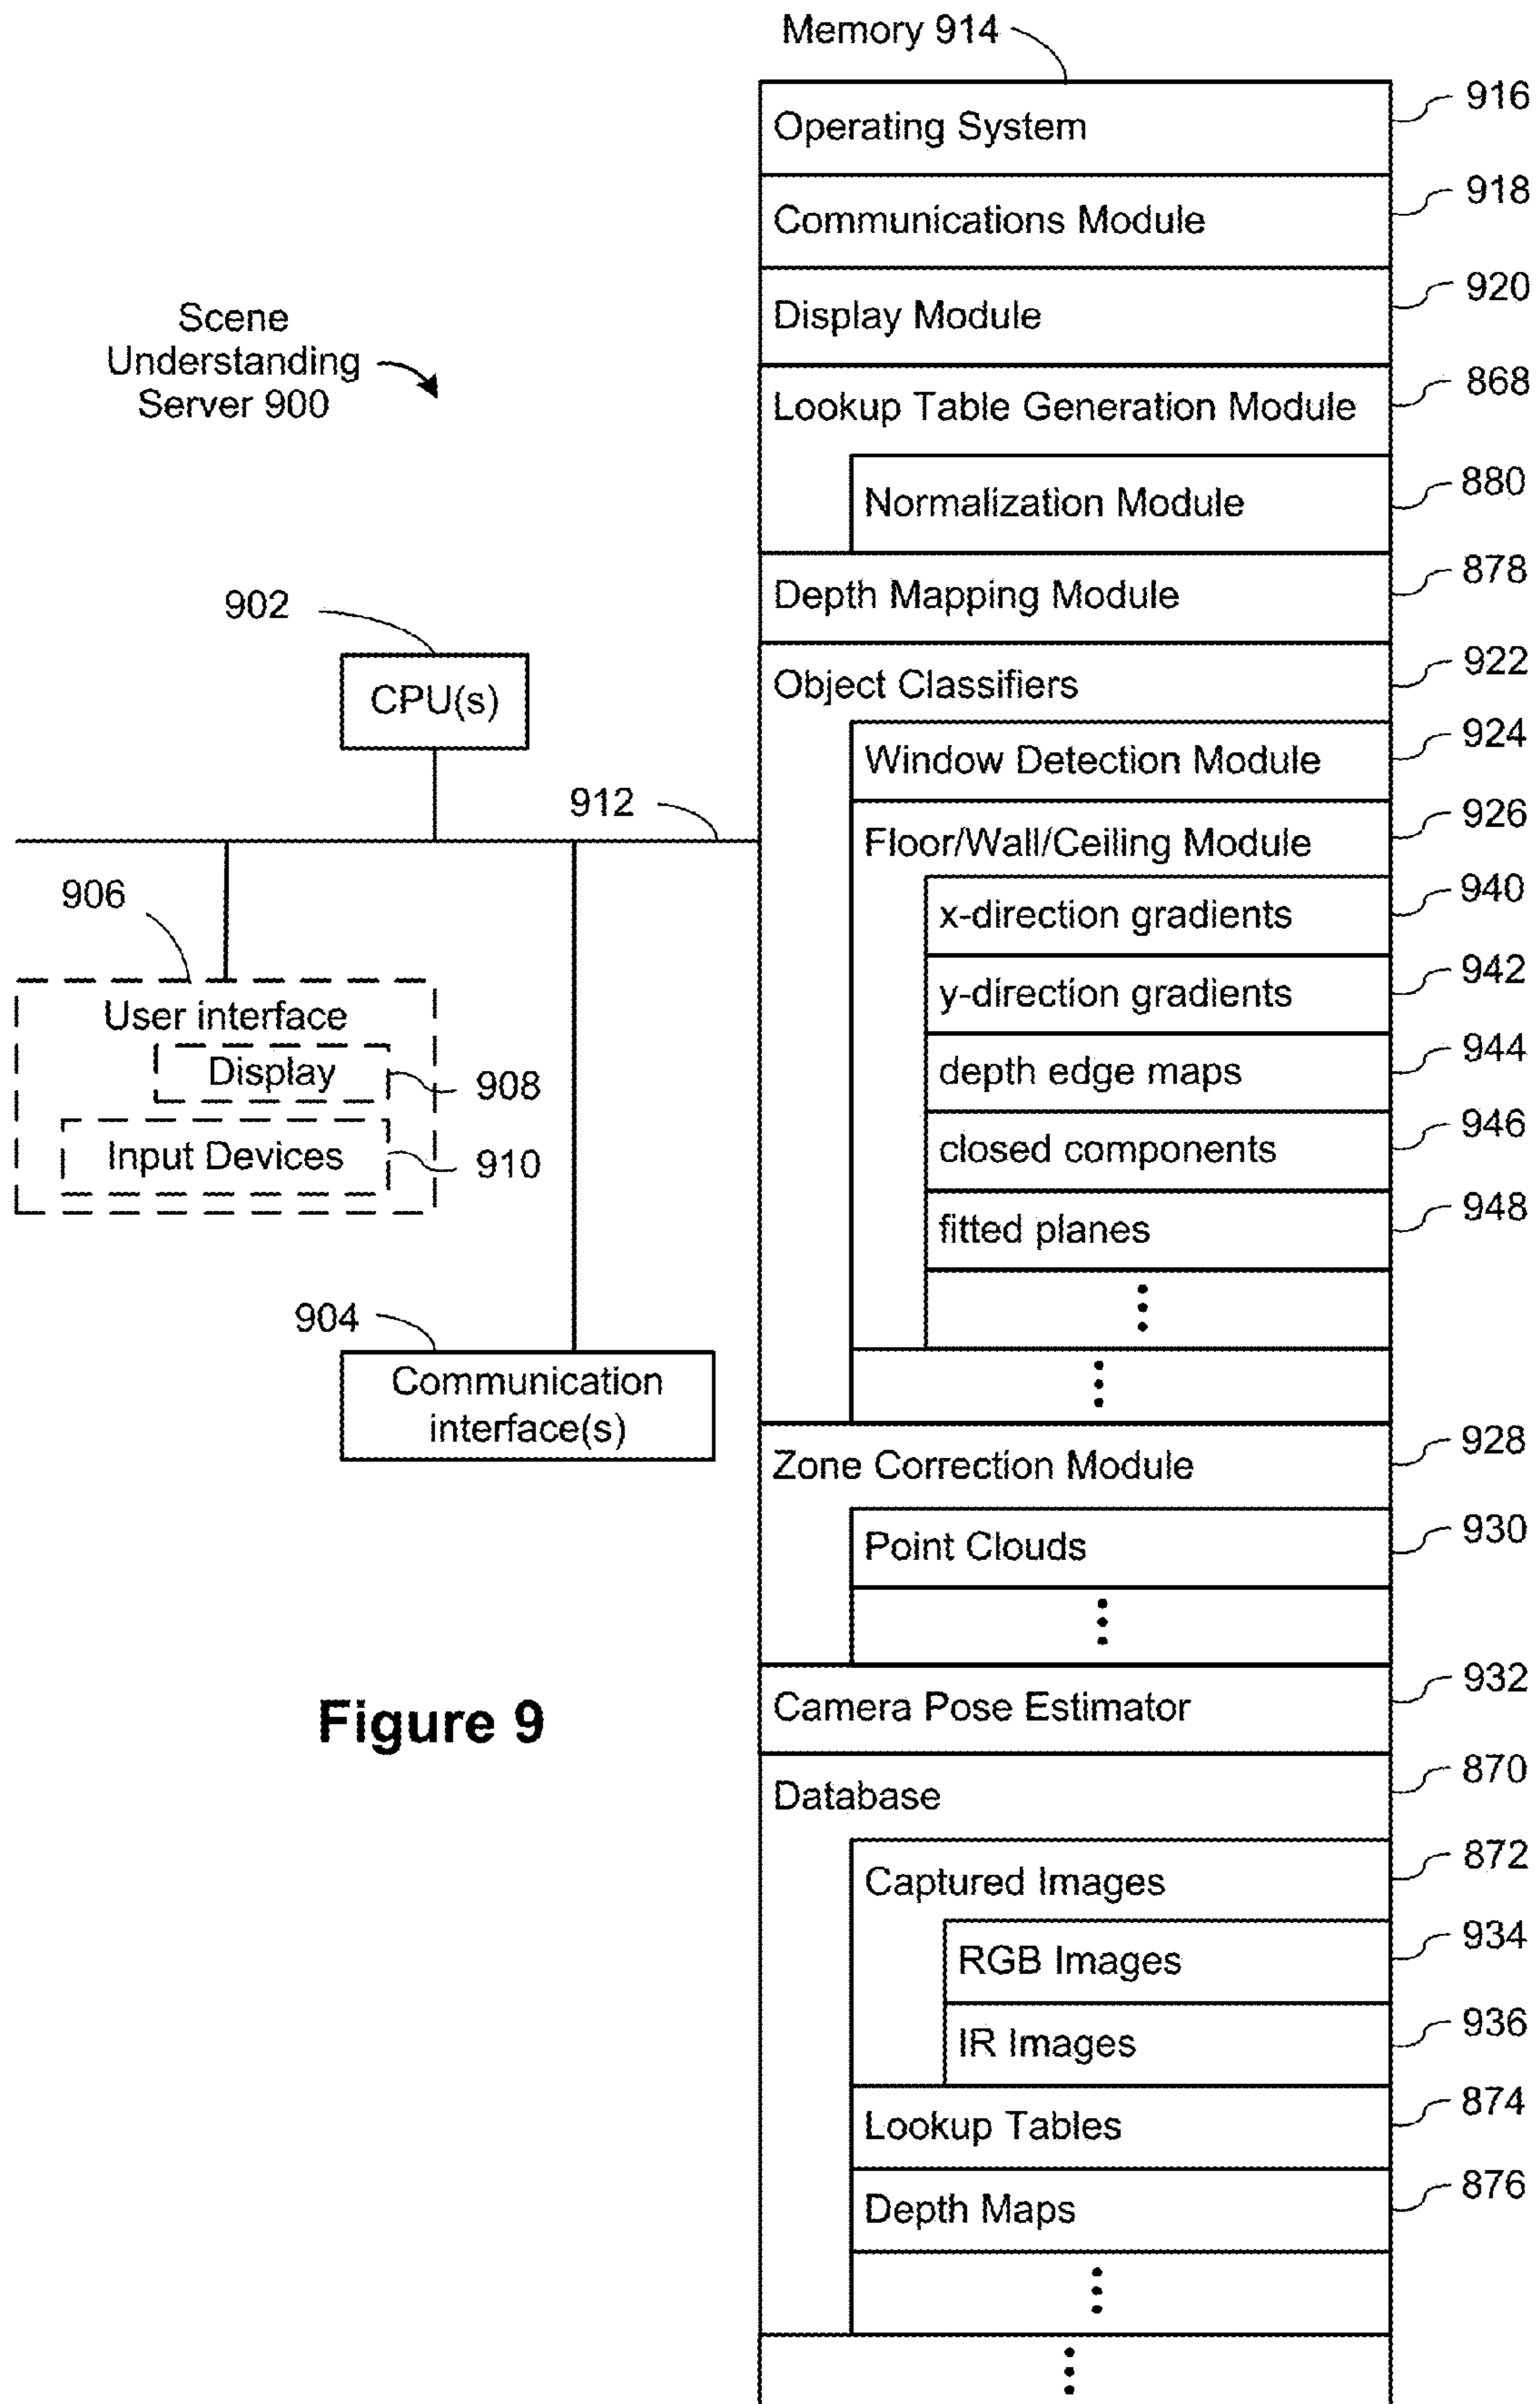 Memory 914
Operating System
916
Communications Module
918
Display Module
920
Scene
Understanding
Server 900
Lookup Table Generation Module
868
Normalization Module
880
Depth Mapping Module
878
902
CPU(s)
Object Classifiers
922
Window Detection Module
924
912
Floor/Wall/Ceiling Module
926
906
x-direction gradients
940
y-direction gradients
942
User interface
Display
908
depth edge maps
944
Input Devices
910
closed components
946
fitted planes
948
904
Communication
interface(s)
Zone Correction Module
928
Point Clouds
930
Camera Pose Estimator
932
Figure 9
Database
870
Captured Images
872
RGB Images
934
IR Images
936
Lookup Tables
874
Depth Maps
876